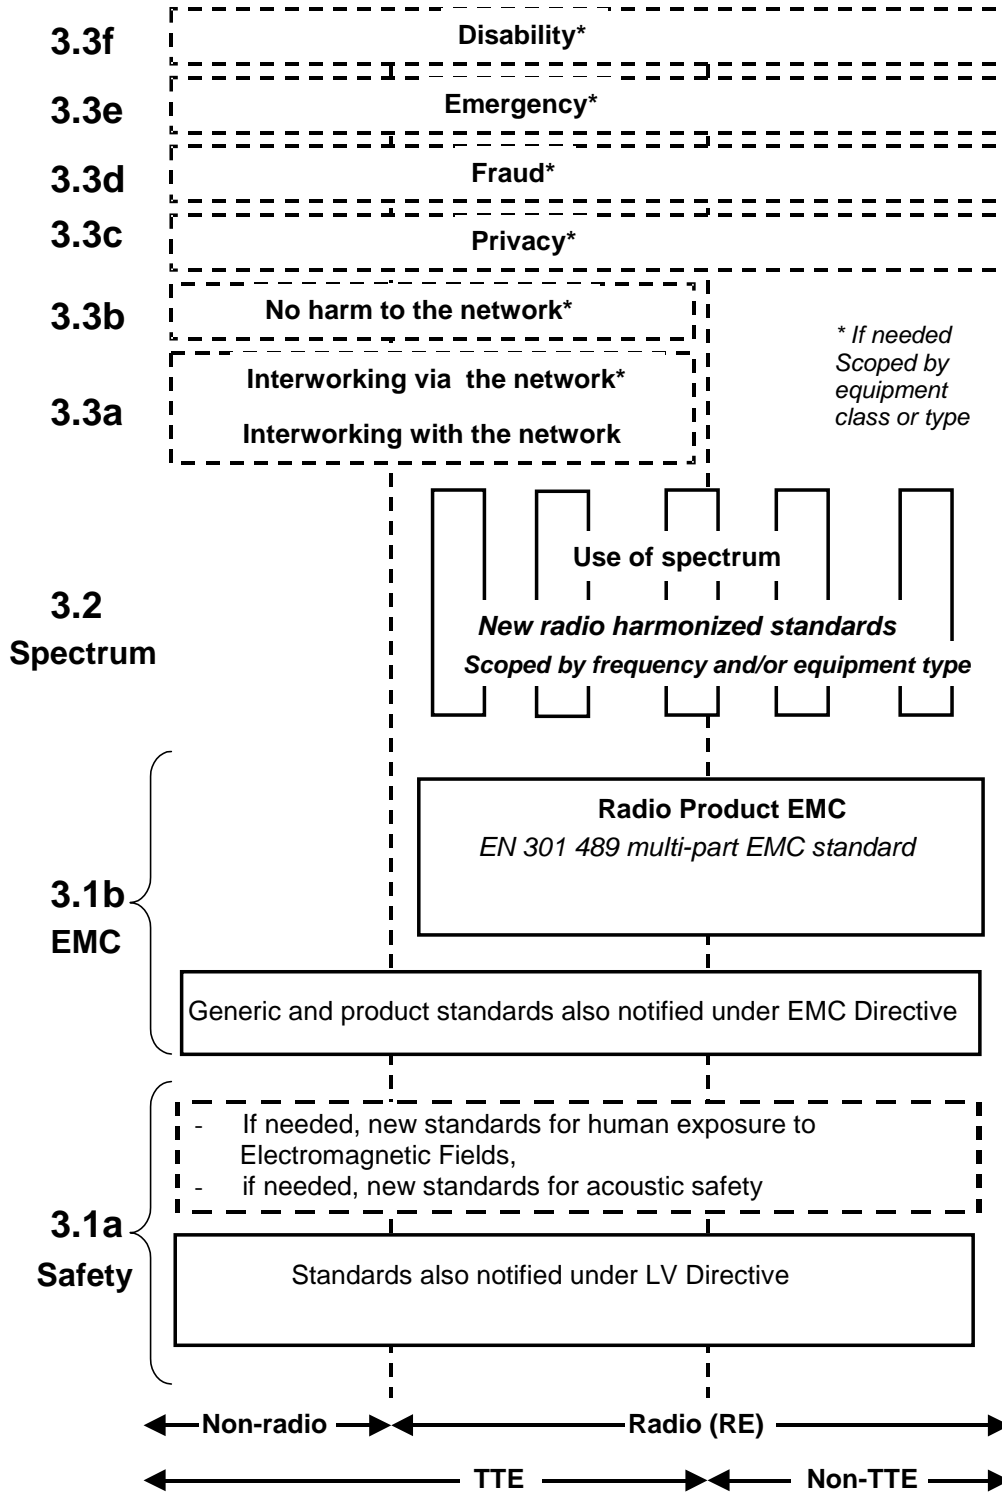 3.3f
Disability*
3.3e
Emergency*
3.3d
Fraud*
3.3c
Privacy*
3.3b
No harm to the network*
* If needed
Scoped by
equipment
class or type
3.3a
Interworking via the network*
Interworking with the network
3.2
Spectrum
Use of spectrum
New radio harmonized standards
Scoped by frequency and/or equipment type
3.1b
EMC
Radio Product EMC
EN 301 489 multi-part EMC standard
Generic and product standards also notified under EMC Directive
3.1a
Safety
- If needed, new standards for human exposure to
Electromagnetic Fields,
- if needed, new standards for acoustic safety
Standards also notified under LV Directive
Non-radio
Radio (RE)
TTE
Non-TTE